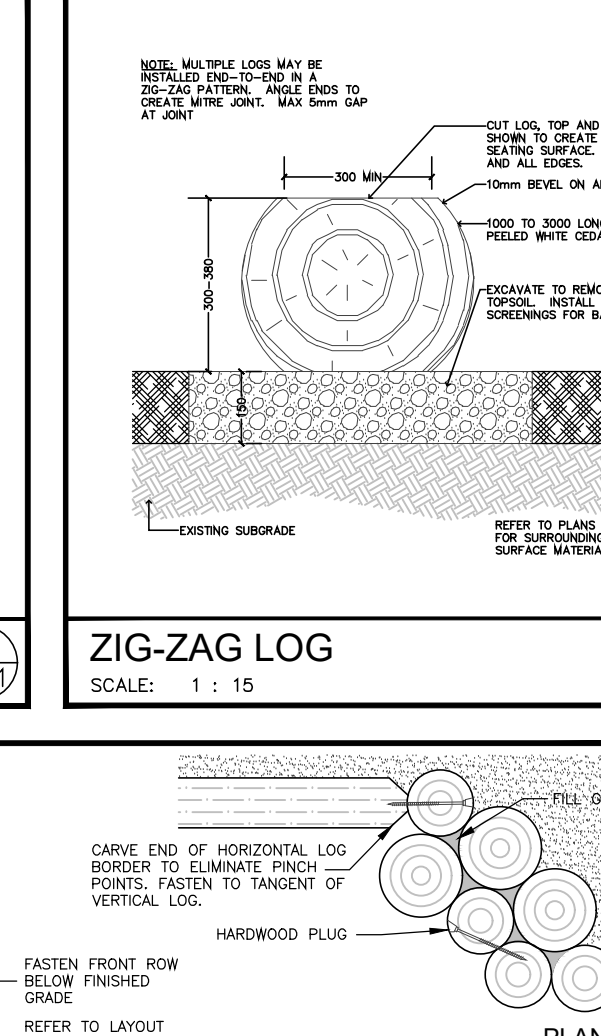 NOTE: MULTIPLE LOGS MAY BE
INSTALLED END-TO-END IN A
ZIG-ZAG PATTERN. ANGLE ENDS TO
CREATE MITRE JOINT. MAX 5mm GAP
AT JOINT
CUT LOG, TOP AND
SHOWN TO CREATE
SEATING SURFACE.
AND ALL EDGES.
300 MIN
10mm BEVEL ON
1000 TO 3000
PEELED WHITE
300-380
EXCAVATE TO
TOPSOIL. INSTALL
SCREENINGS FOR
150
EXISTING SUBGRADE
REFER TO PLANS
FOR SURROUNDING
SURFACE
ZIG-ZAG LOG
SCALE: 1 : 15
1
FILL
CARVE END OF HORIZONTAL LOG
BORDER TO ELIMINATE PINCH
POINTS. FASTEN TO TANGENT OF
VERTICAL LOG.
HARDWOOD PLUG
FASTEN FRONT ROW
BELOW FINISHED
GRADE
REFER TO LAYOUT